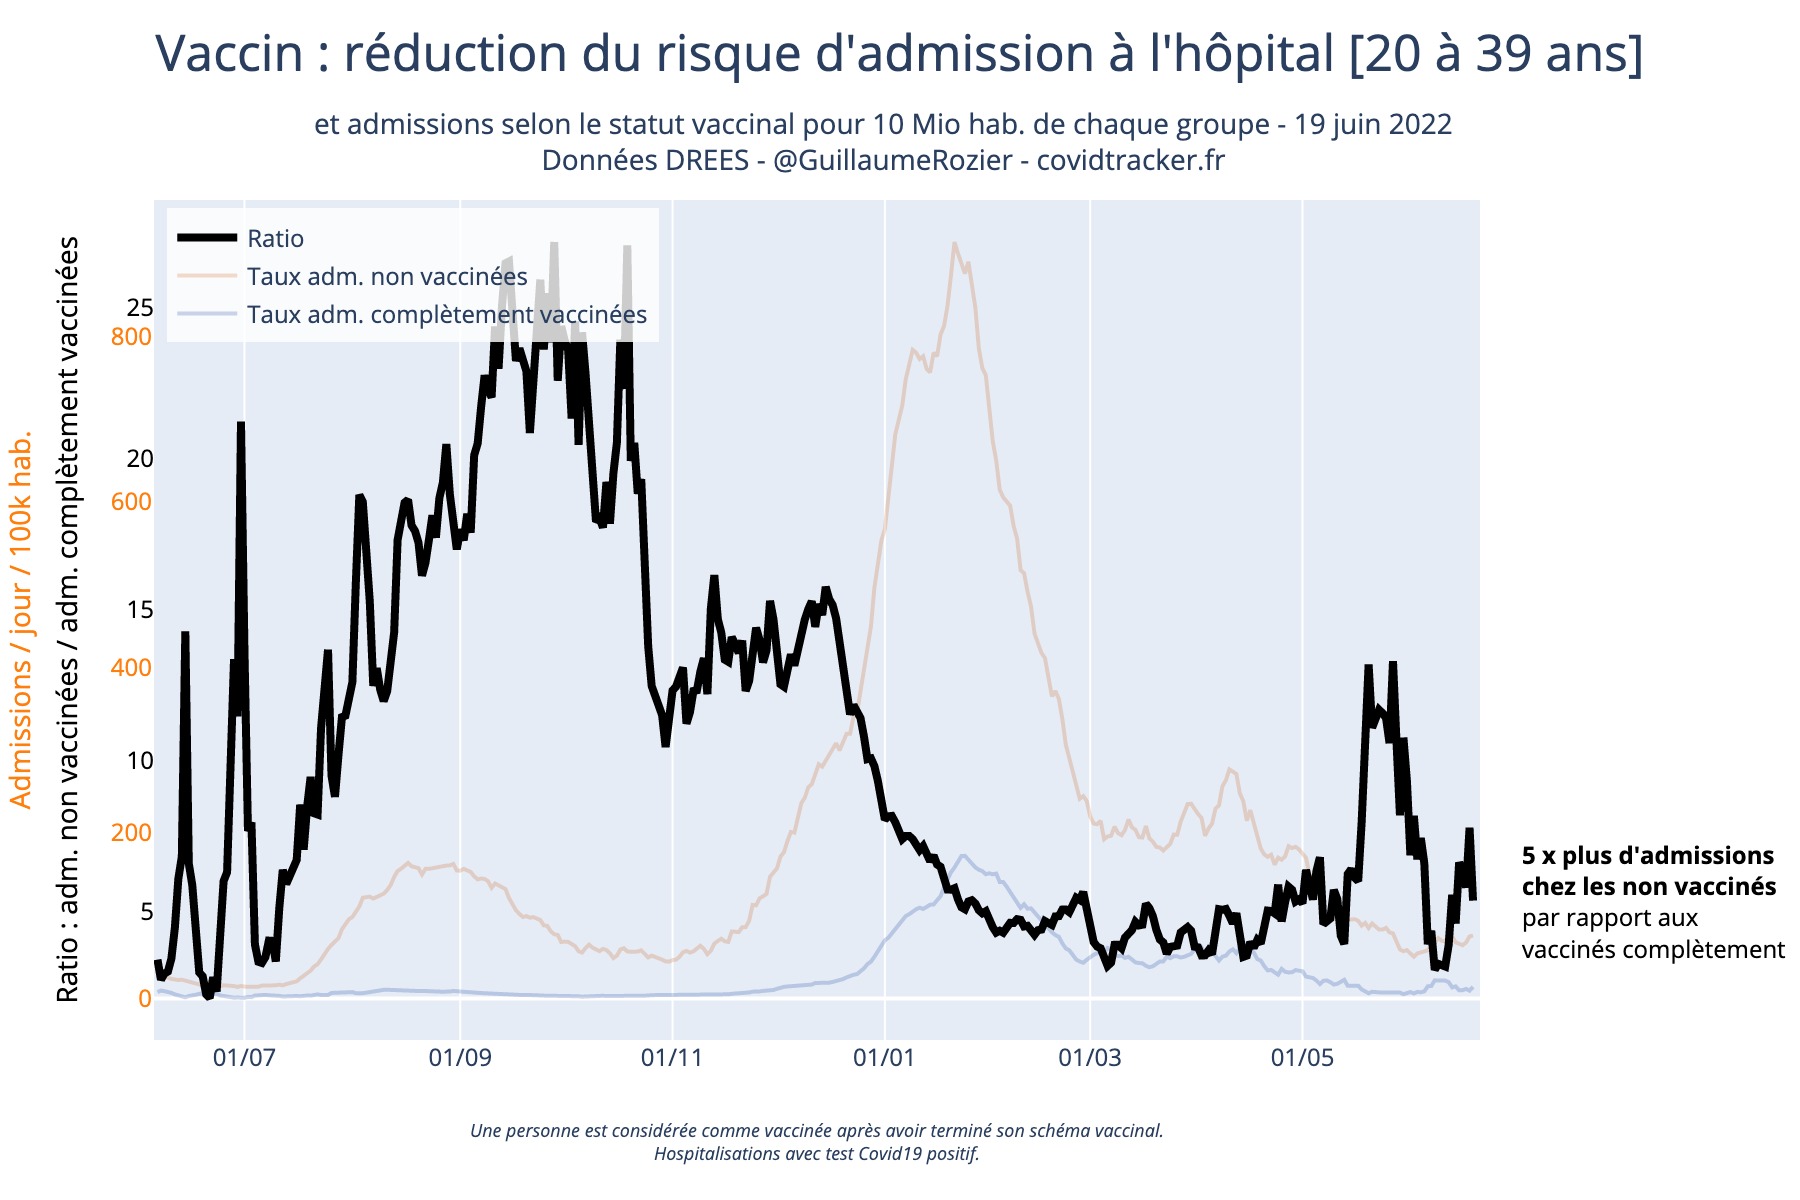 Vaccin : réduction du risque d'admission à l'hôpital [20 à 39 ans]
et admissions selon le statut vaccinal pour 10 Mio hab. de chaque groupe - 19 juin 2022
Données DREES - @GuillaumeRozier - covidtracker.fr
Admissions / jour / 100k hab.
Ratio : adm. non vaccinées / adm. complètement vaccinées
Ratio
Taux adm. non vaccinées
Taux adm. complètement vaccinées
25
800
20
600
15
400
10
200
5
0
01/07
01/09
01/11
01/01
01/03
01/05
5 x plus d'admissions
chez les non vaccinés
par rapport aux
vaccinés complètement
Une personne est considérée comme vaccinée après avoir terminé son schéma vaccinal.
Hospitalisations avec test Covid19 positif.